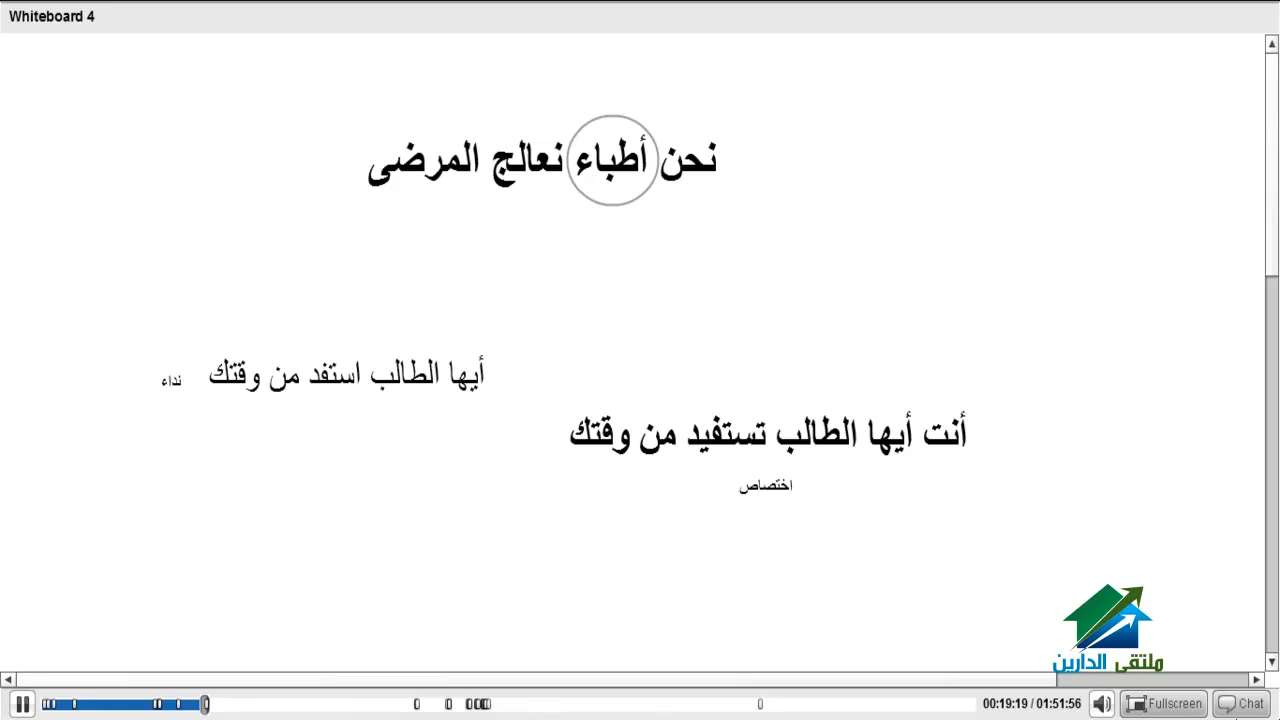 Whiteboard 4
نحن أطباء نعالج المرضى
أيها الطالب استفد من وقتك نداء
أنت أيها الطالب تستفيد من وقتك
اختصاص
ملتقى الدارين
00:19:19 / 01:51:56 Fullscreen Chat